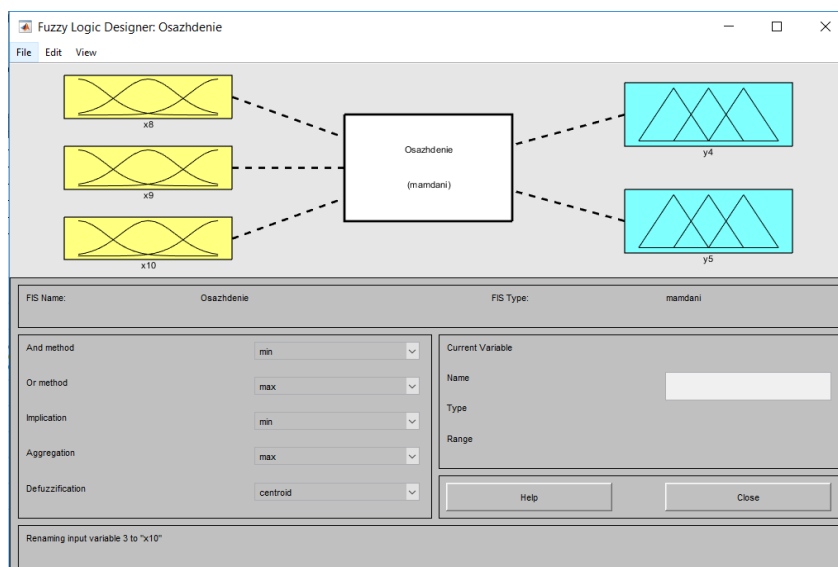 Fuzzy Logic Designer: Osazhdenie
File Edit View
x8
x9
x10
Osazhdenie
(mamdani)
y4
y5
FIS Name: Osazhdenie FIS Type: mamdani
And method min
Or method max
Implication min
Aggregation max
Defuzzification centroid
Current Variable
Name
Type
Range
Help Close
Renaming input variable 3 to "x10"